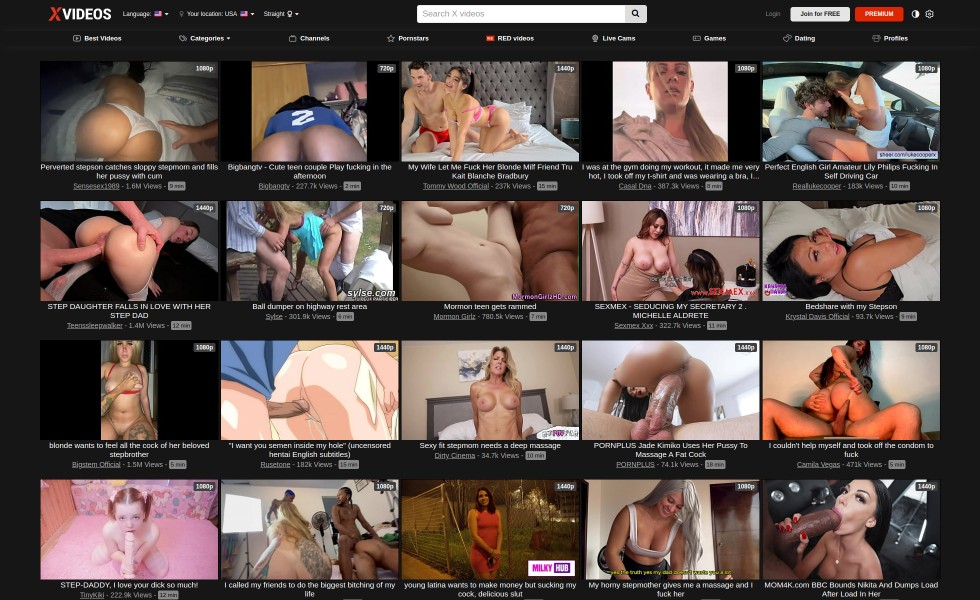 XVIDEOS
Language:
Your location: USA
Straight
Search X videos
Login
Join for FREE
PREMIUM
Best Videos
Categories
Channels
Pornstars
RED videos
Live Cams
Games
Dating
Profiles
1080p
720p
1440p
1080p
1080p
sheer.com/lukecooperx
Perverted stepson catches sloppy stepmom and fills
her pussy with cum
Sensesex1989 - 1.6M Views - 9 min
Bigbangtv - Cute teen couple Play fucking in the
afternoon
Bigbangtv - 227.7k Views - 2 min
My Wife Let Me Fuck Her Blonde Milf Friend Tru
Kait Blanche Bradbury
Tommy Wood Official - 237k Views - 15 min
I was at the gym doing my workout, it made me very
hot, I took off my t-shirt and was wearing a bra, I...
Casal Dna - 387.3k Views - 8 min
Perfect English Girl Amateur Lily Philips Fucking In
Self Driving Car
Reallukecooper - 183k Views - 10 min
1440p
720p
720p
1080p
1080p
sylse.com
MormonGirlzHD.com
STEP DAUGHTER FALLS IN LOVE WITH HER
STEP DAD
Teenssleepwalker - 1.4M Views - 12 min
Ball dumper on highway rest area
Sylse - 301.9k Views - 6 min
Mormon teen gets rammed
Mormon Girlz - 780.5k Views - 7 min
SEXMEX - SEDUCING MY SECRETARY 2 .
MICHELLE ALDRETE
Sexmex Xxx - 322.7k Views - 11 min
Bedshare with my Stepson
Krystal Davis Official - 93.7k Views - 9 min
1080p
1440p
1440p
1440p
1080p
blonde wants to feel all the cock of her beloved
stepbrother
Bigstem Official - 1.5M Views - 5 min
"I want you semen inside my hole" (uncensored
hentai English subtitles)
Rusetone - 182k Views - 15 min
Sexy fit stepmom needs a deep massage
Dirty Cinema - 34.7k Views - 10 min
PORNPLUS Jade Kimiko Uses Her Pussy To
Massage A Fat Cock
PORNPLUS - 74.1k Views - 18 min
I couldn't help myself and took off the condom to
fuck
Camila Vegas - 471k Views - 5 min
1080p
1080p
1440p
1080p
1440p
MILKY HUB
STEP-DADDY, I love your dick so much!
TinyKiki - 222.9k Views - 12 min
I called my friends to do the biggest bitching of my
life
young latina wants to make money but sucking my
cock, delicious slut
My horny stepmother gives me a massage and I
fuck her
MOM4K.com BBC Bounds Nikita And Dumps Load
After Load In Her